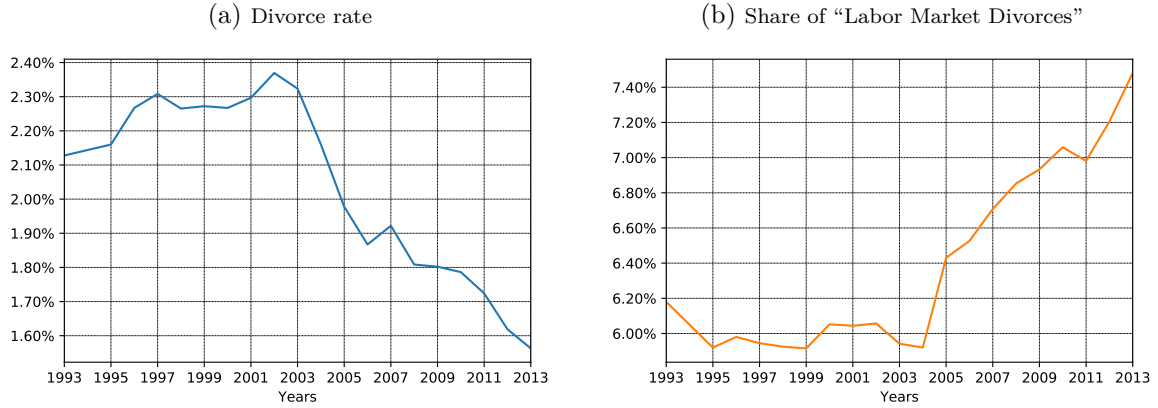 (a) Divorce rate
2.40%
2.30%
2.20%
2.10%
2.00%
1.90%
1.80%
1.70%
1.60%
1993 1995 1997 1999 2001 2003 2005 2007 2009 2011 2013
Years
(b) Share of “Labor Market Divorces”
7.40%
7.20%
7.00%
6.80%
6.60%
6.40%
6.20%
6.00%
1993 1995 1997 1999 2001 2003 2005 2007 2009 2011 2013
Years